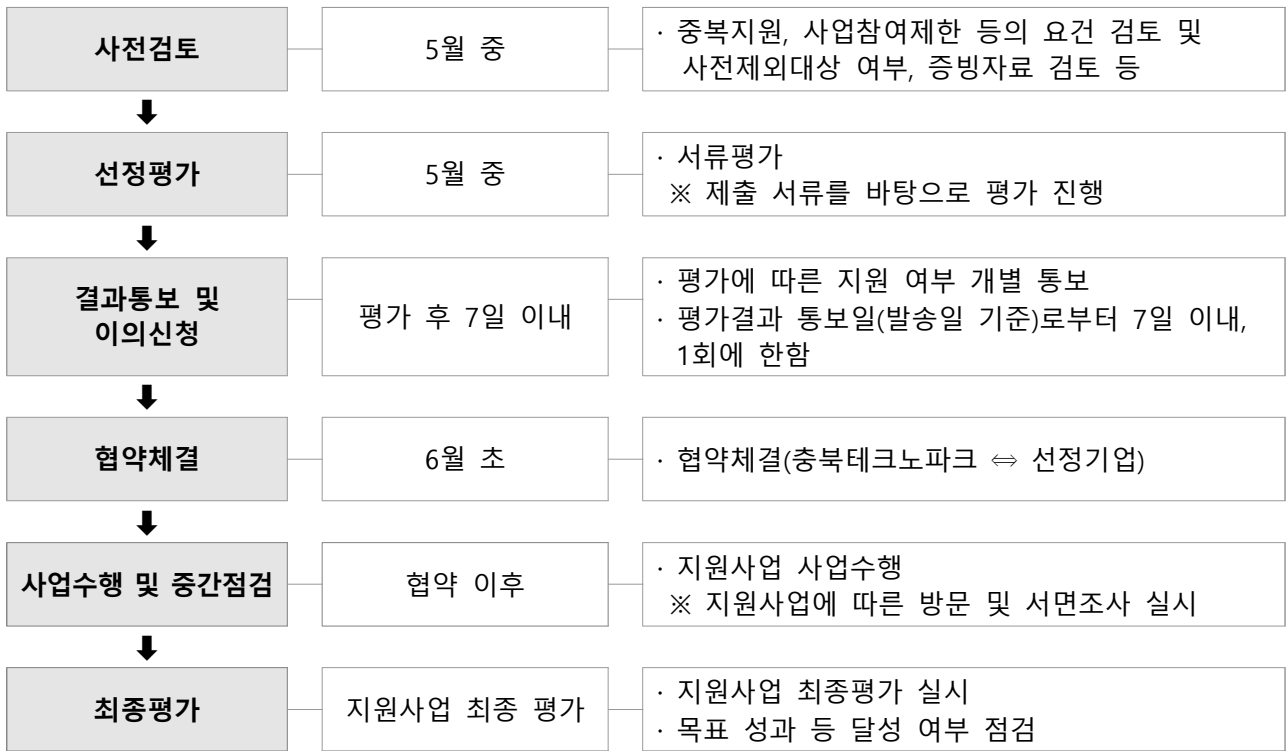 사전검토
5월 중
· 중복지원, 사업참여제한 등의 요건 검토 및
사전제외대상 여부, 증빙자료 검토 등
선정평가
5월 중
· 서류평가
※ 제출 서류를 바탕으로 평가 진행
결과통보 및
이의신청
평가 후 7일 이내
· 평가에 따른 지원 여부 개별 통보
· 평가결과 통보일(발송일 기준)로부터 7일 이내,
1회에 한함
협약체결
6월 초
· 협약체결(충북테크노파크 ⇔ 선정기업)
사업수행 및 중간점검
협약 이후
· 지원사업 사업수행
※ 지원사업에 따른 방문 및 서면조사 실시
최종평가
지원사업 최종 평가
· 지원사업 최종평가 실시
· 목표 성과 등 달성 여부 점검